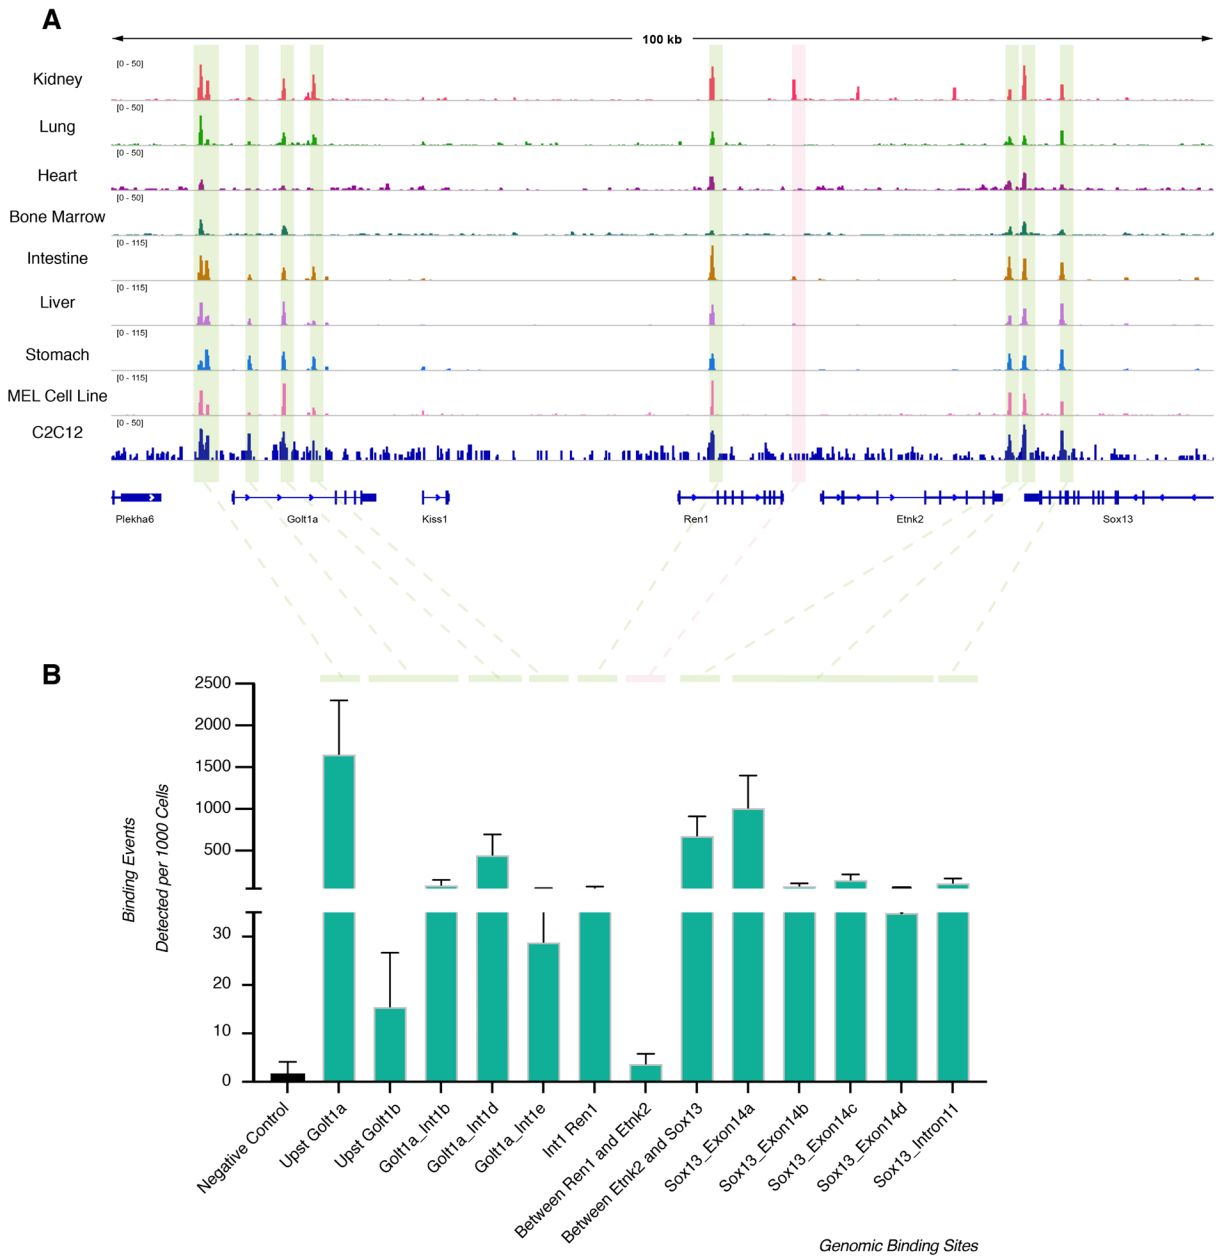 A
100 kb
Kidney
[0 - 50]
Lung
[0 - 50]
Heart
[0 - 50]
Bone Marrow
[0 - 50]
Intestine
[0 - 115]
Liver
[0 - 115]
Stomach
[0 - 115]
MEL Cell Line
[0 - 115]
C2C12
[0 - 50]
Plekha6
Golt1a
Kiss1
Ren1
Etnk2
Sox13
B
Binding Events
Detected per 1000 Cells
2500
2000
1500
1000
500
30
20
10
0
Negative Control
Upst Golt1a
Upst Golt1b
Golt1a_Int1b
Golt1a_Int1d
Golt1a_Int1e
Int1 Ren1
Between Ren1 and Etnk2
Between Etnk2 and Sox13
Sox13_Exon14a
Sox13_Exon14b
Sox13_Exon14c
Sox13_Exon14d
Sox13_Intron11
Genomic Binding Sites